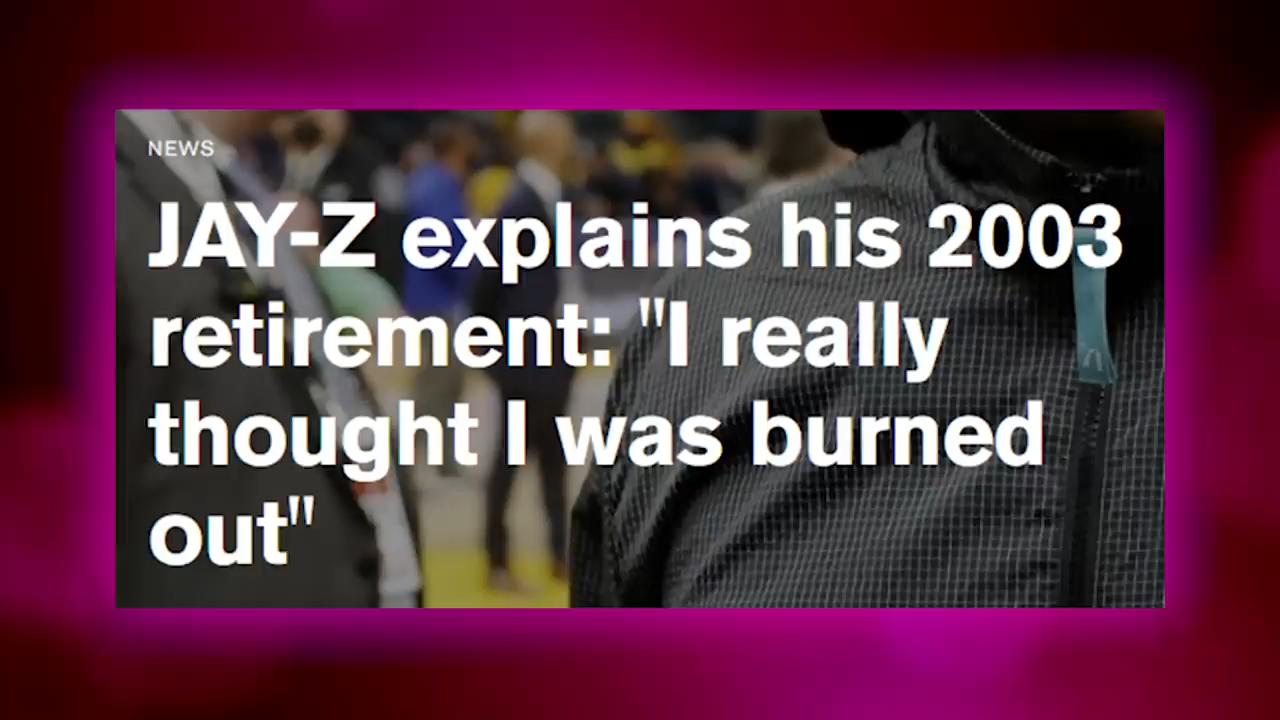 NEWS
JAY-Z explains his 2003
retirement: "I really
thought I was burned
out"